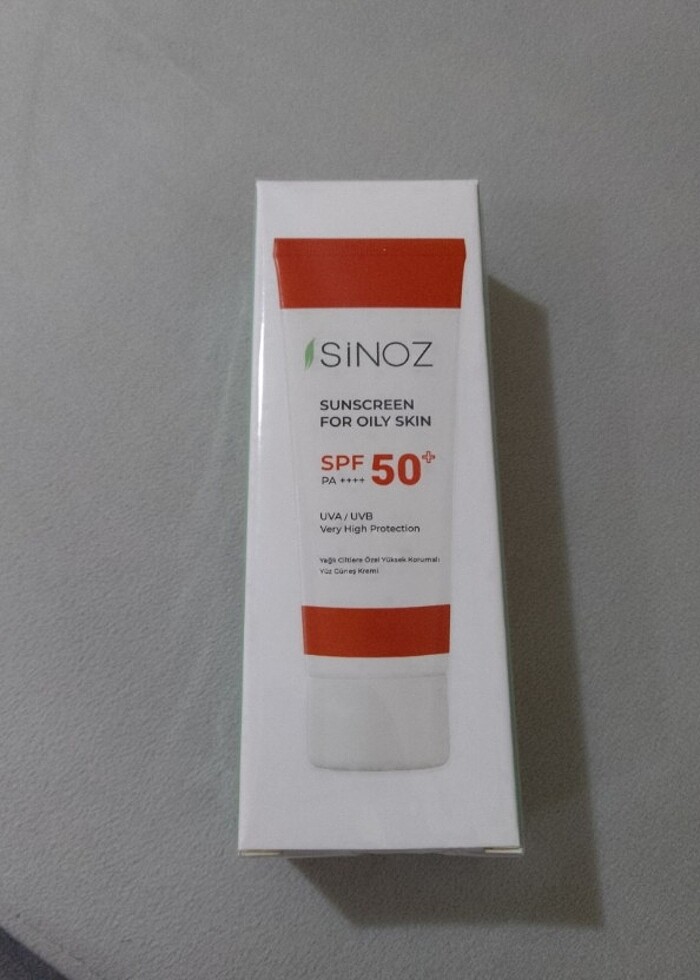 SiNOZ
SUNSCREEN
FOR OILY SKIN
SPF 50+
PA ++++
UVA / UVB
Very High Protection
Yağlı Ciltlere Özel Yüksek Korumalı
Yüz Güneş Kremi